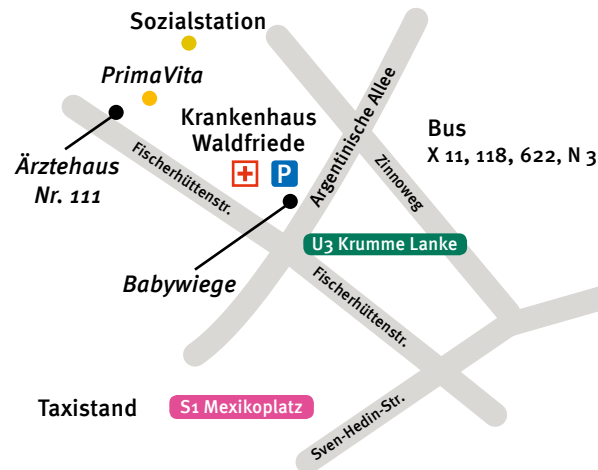 Sozialstation
PrimaVita
Krankenhaus
Waldfriede
P
Ärztehaus
Nr. 111
Fischerhüttenstr.
Argentinische Allee
Zinnoweg
Bus
X 11, 118, 622, N 3
U3 Krumme Lanke
Babywiege
Fischerhüttenstr.
Taxistand
S1 Mexikoplatz
Sven-Hedin-Str.